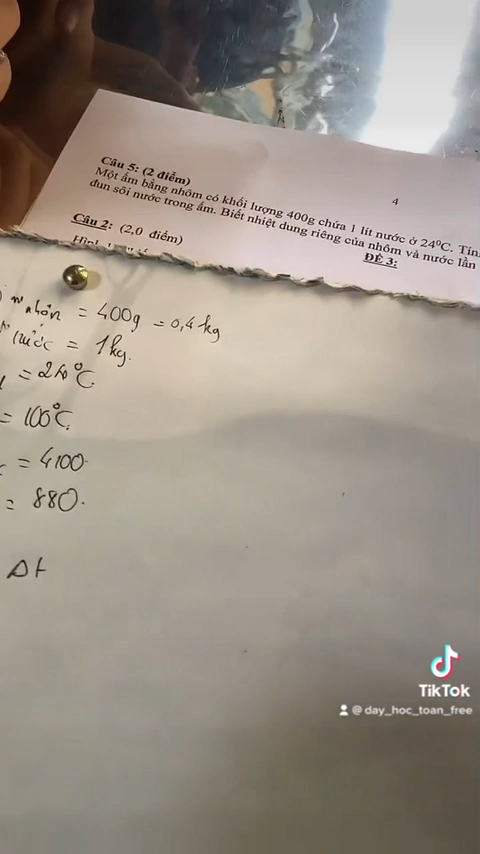 4
Câu 5: (2 điểm)
Một ấm bằng nhôm có khối lượng 400g chứa 1 lít nước ở 24⁰C. Tín
đun sôi nước trong ấm. Biết nhiệt dung riêng của nhôm và nước lần
ĐỀ 3:
Câu 2: (2,0 điểm)
= 400g = 0,4 kg
nước = 1kg.
= 24°C
= 100°C
= 4100.
= 880.
Δt
TikTok
@day_hoc_toan_free